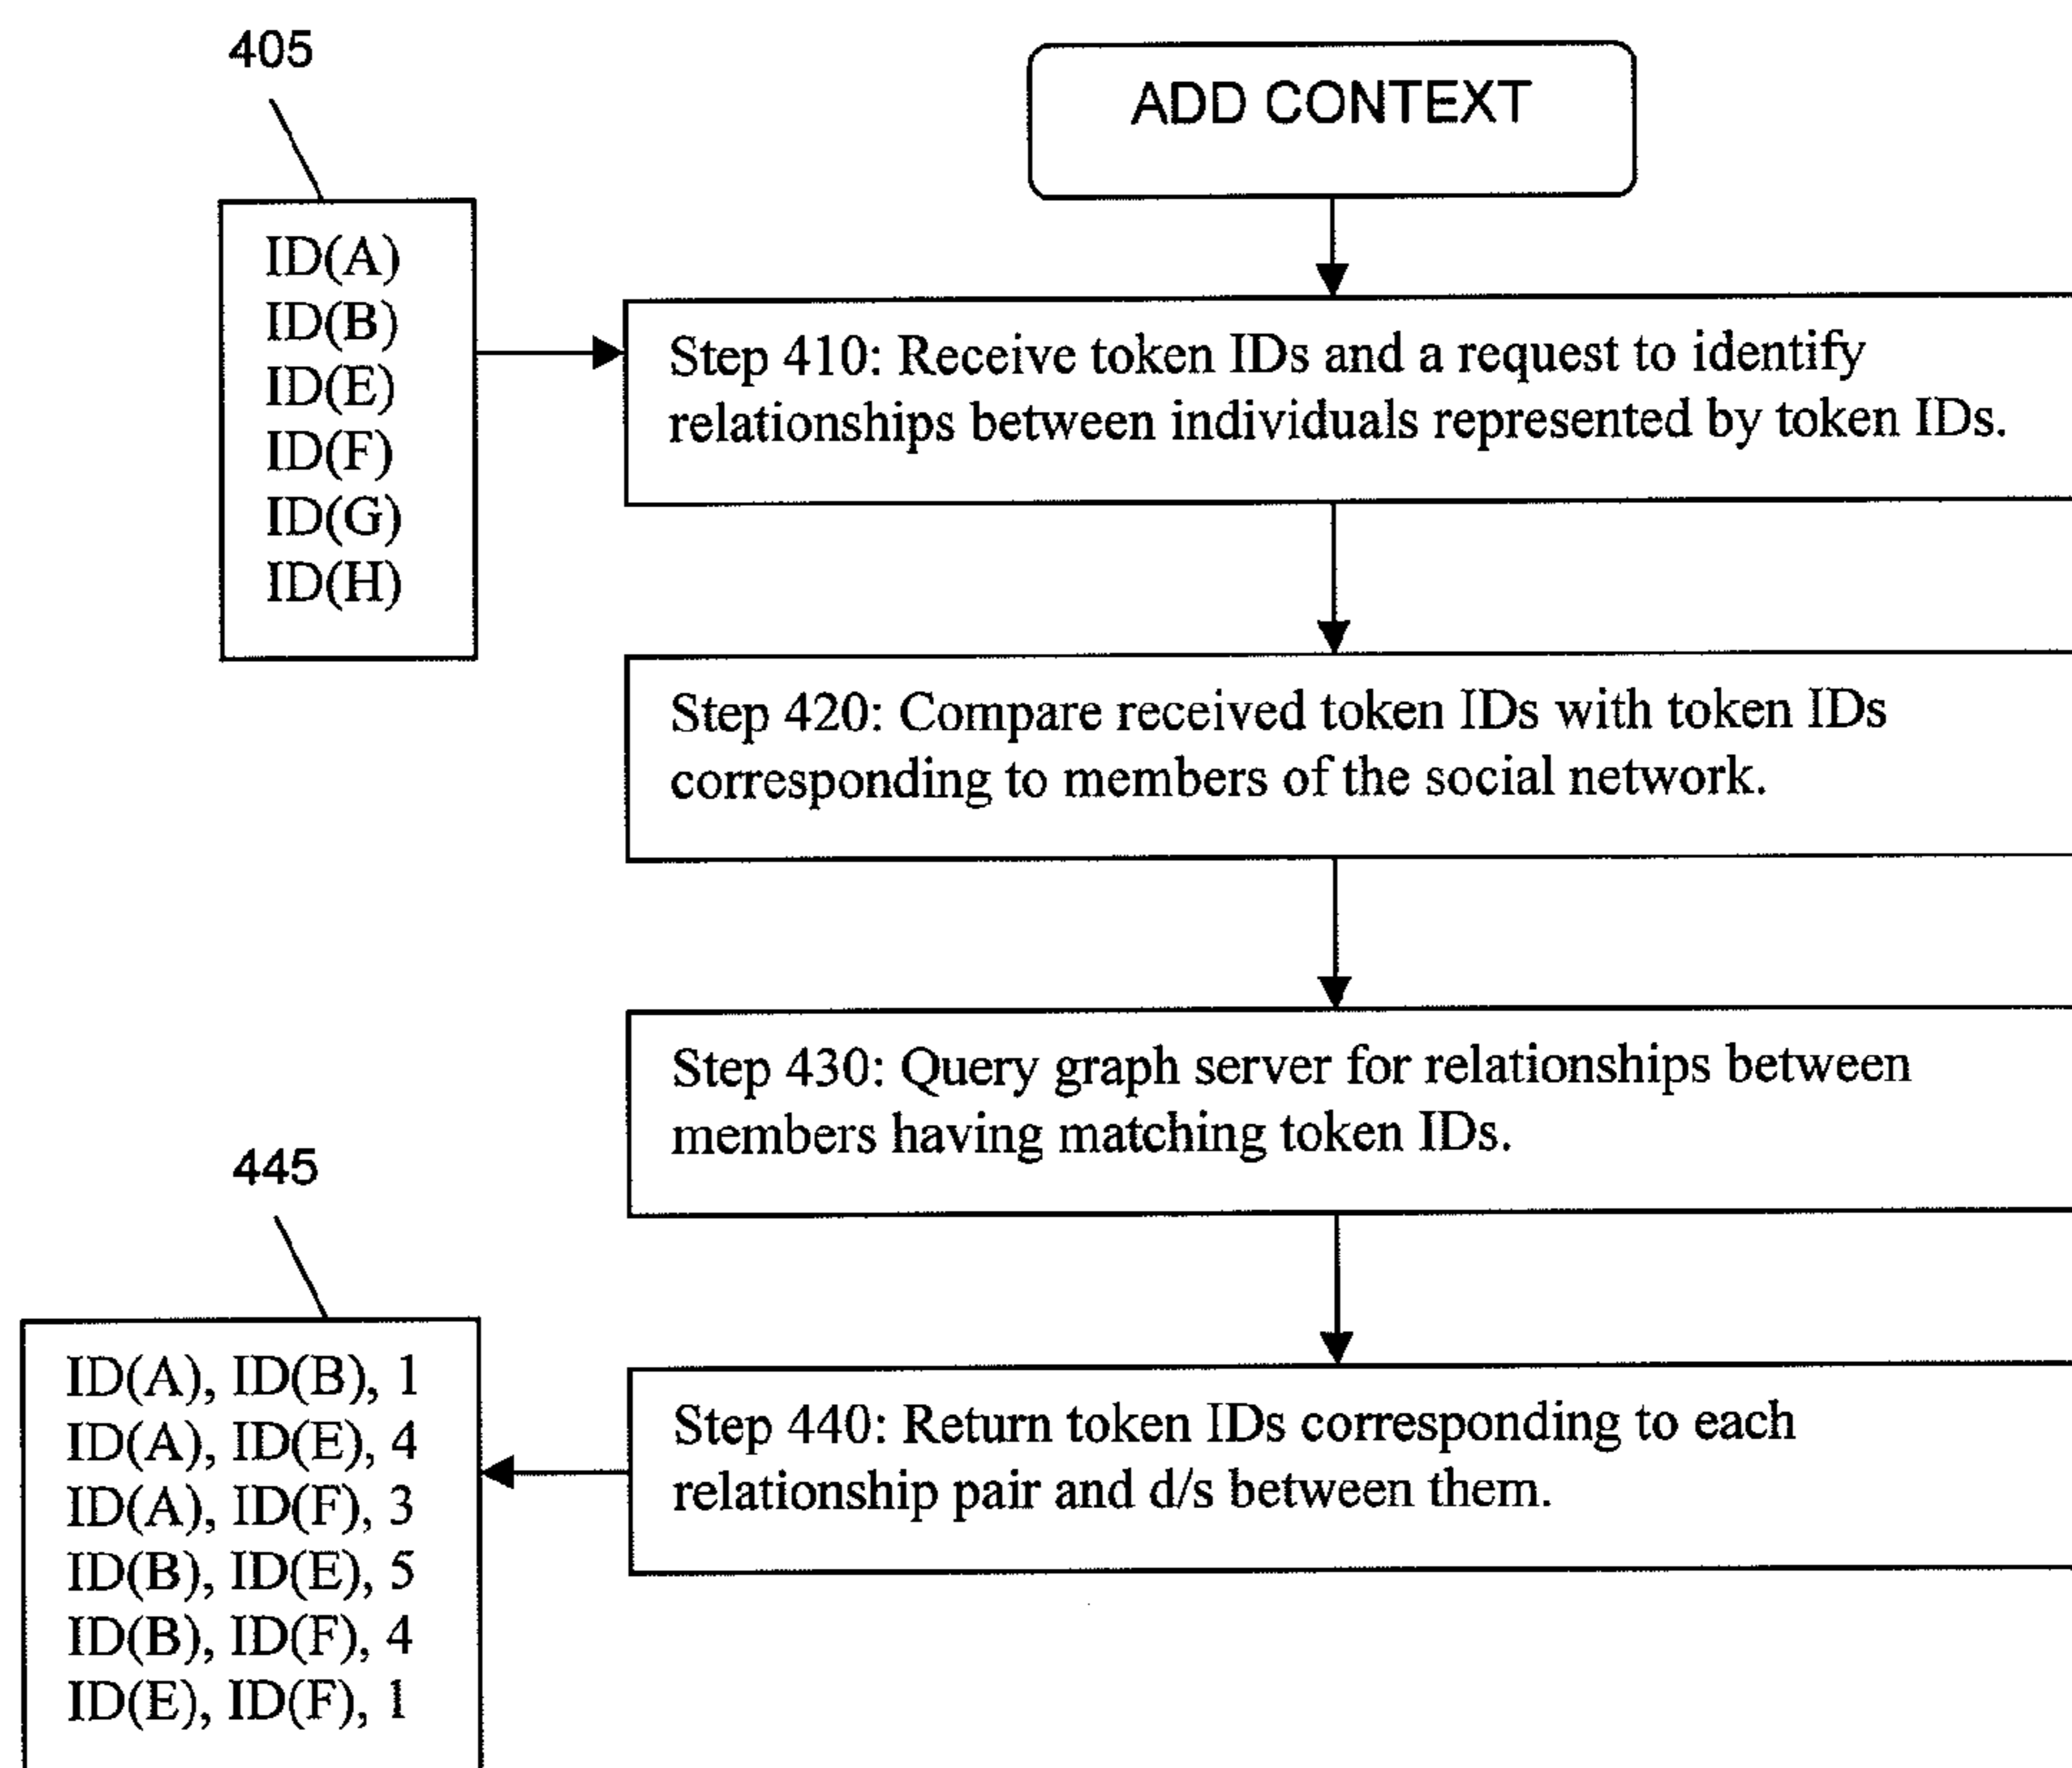 405
ADD CONTEXT
ID(A)
ID(B)
ID(E)
ID(F)
ID(G)
ID(H)
Step 410: Receive token IDs and a request to identify
relationships between individuals represented by token IDs.
Step 420: Compare received token IDs with token IDs
corresponding to members of the social network.
Step 430: Query graph server for relationships between
members having matching token IDs.
445
Step 440: Return token IDs corresponding to each
relationship pair and d/s between them.
ID(A), ID(B), 1
ID(A), ID(E), 4
ID(A), ID(F), 3
ID(B), ID(E), 5
ID(B), ID(F), 4
ID(E), ID(F), 1